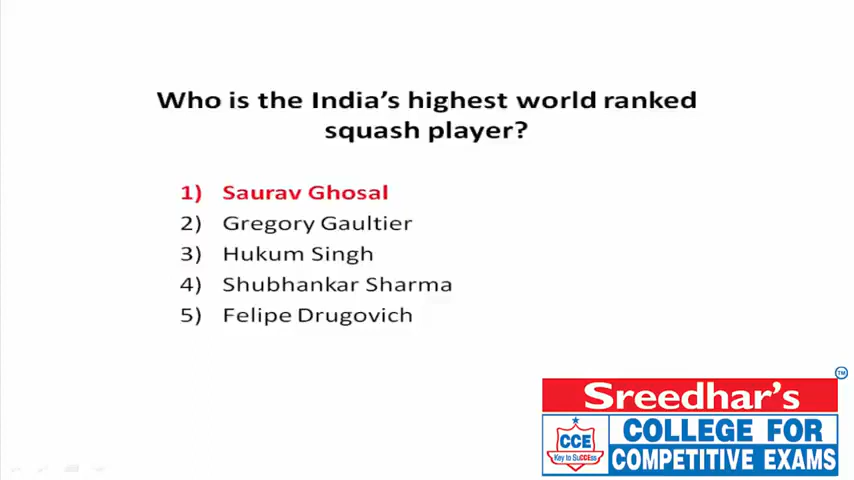 Who is the India's highest world ranked
squash player?
1) Saurav Ghosal
2) Gregory Gaultier
3) Hukum Singh
4) Shubhankar Sharma
5) Felipe Drugovich
TM
Sreedhar's
CCE
Key to SuCCEss
COLLEGE FOR
COMPETITIVE EXAMS